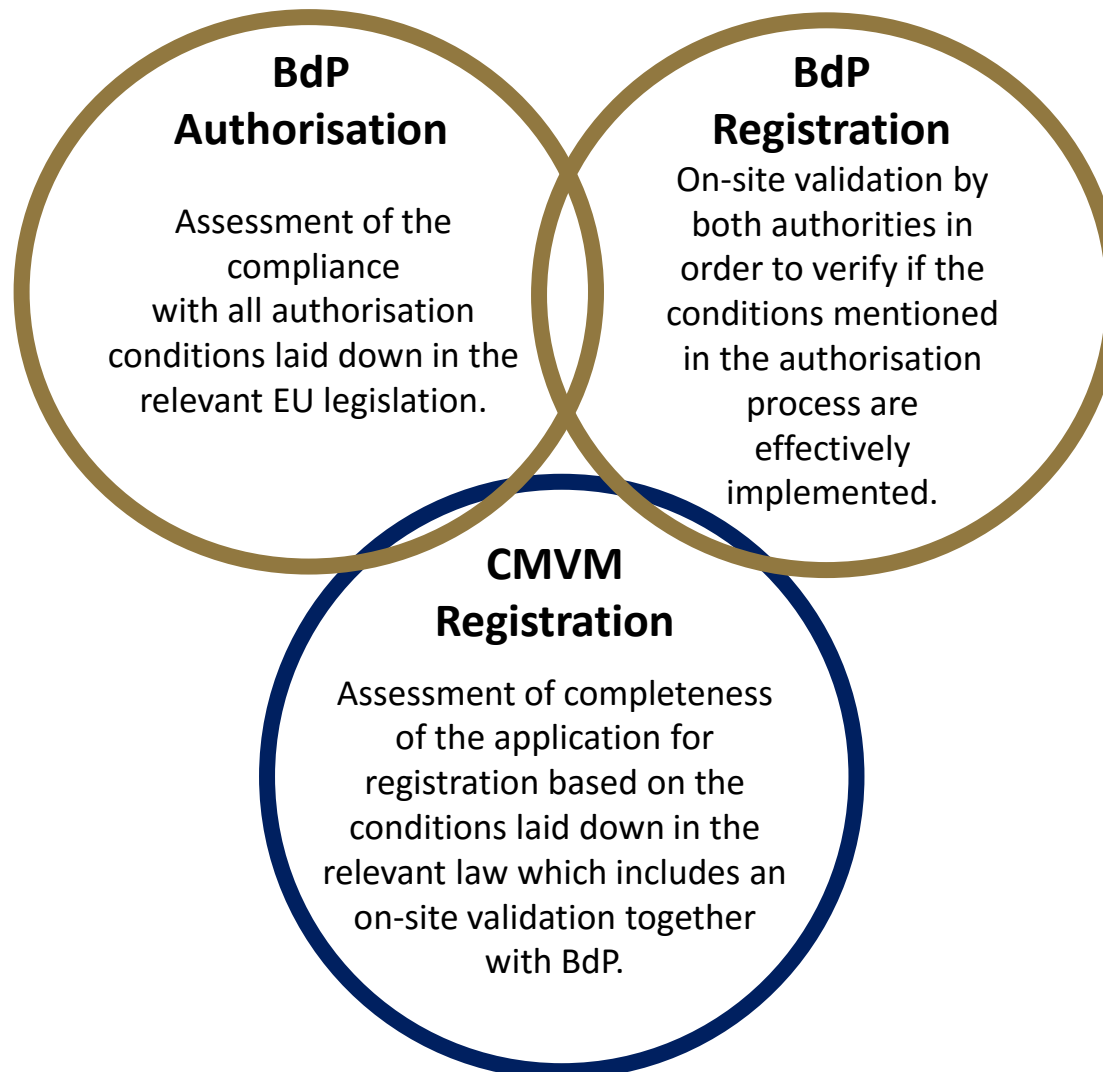 BdP
Authorisation
Assessment of the
compliance
with all authorisation
conditions laid down in the
relevant EU legislation.
BdP
Registration
On-site validation by
both authorities in
order to verify if the
conditions mentioned
in the authorisation
process are
effectively
implemented.
CMVM
Registration
Assessment of completeness
of the application for
registration based on the
conditions laid down in the
relevant law which includes an
on-site validation together
with BdP.